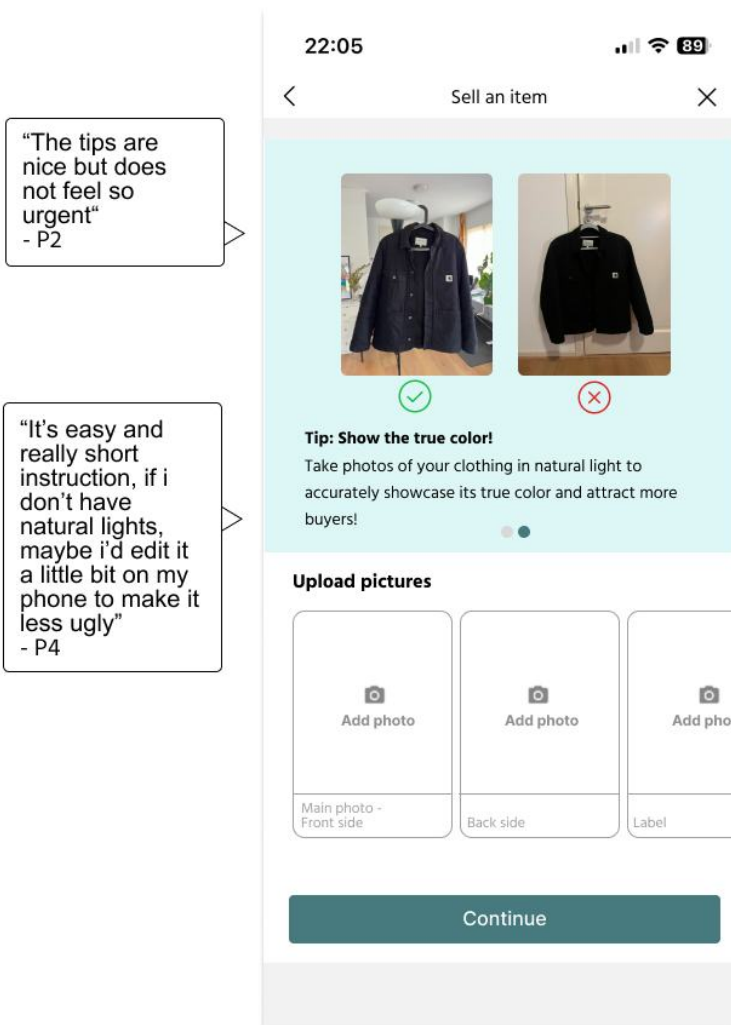 “The tips are
nice but does
not feel so
urgent“
- P2
“It’s easy and
really short
instruction, if i
don’t have
natural lights,
maybe i’d edit it
a little bit on my
phone to make it
less ugly”
- P4
22:05
89
Sell an item
Tip: Show the true color!
Take photos of your clothing in natural light to
accurately showcase its true color and attract more
buyers!
Upload pictures
Add photo
Add photo
Add pho
Main photo -
Front side
Back side
Label
Continue